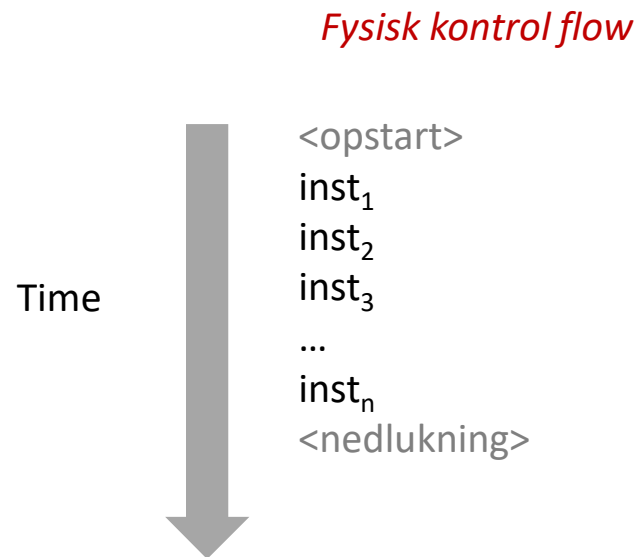 Fysisk kontrol flow
<opstart>
inst₁
inst₂
Time
inst₃
…
instₙ
<nedlukning>